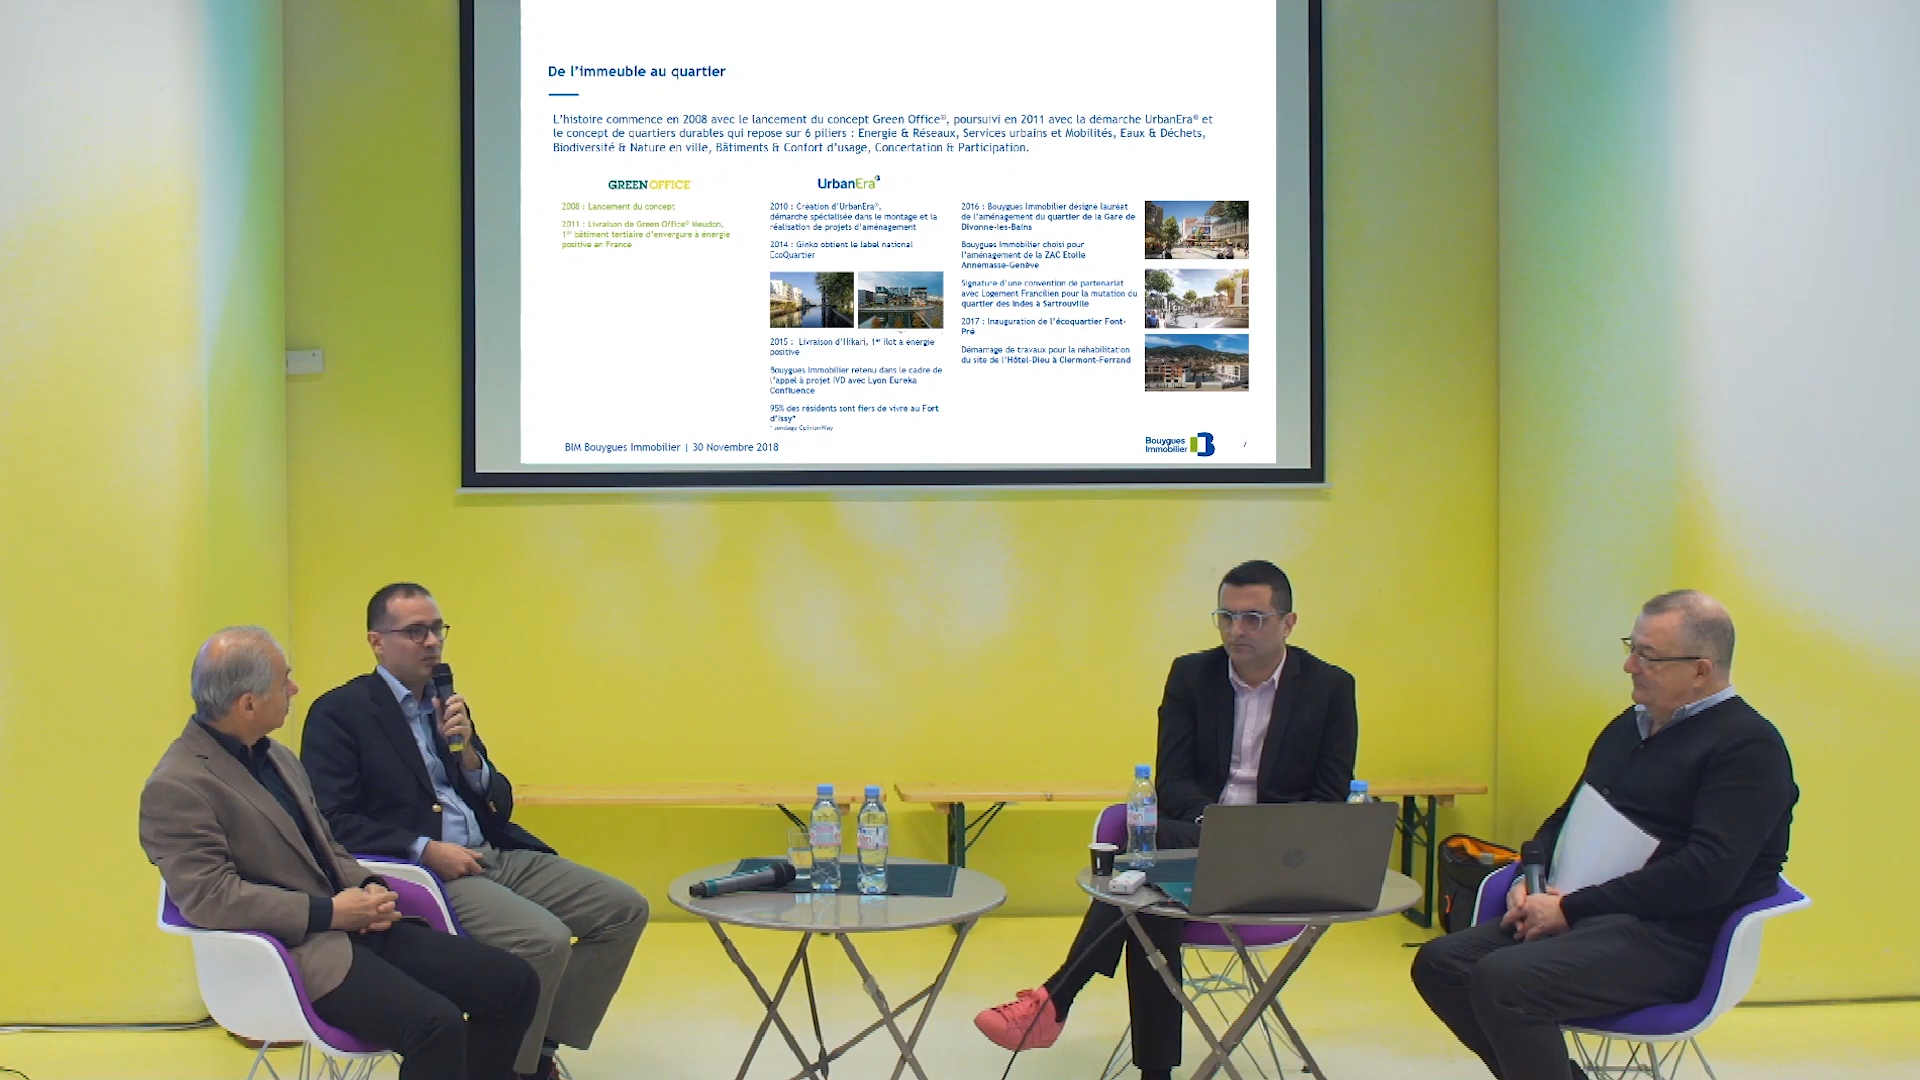 De l'immeuble au quartier
L'histoire commence en 2008 avec le lancement du concept Green Office®, poursuivi en 2011 avec la démarche UrbanEra® et
le concept de quartiers durables qui repose sur 6 piliers : Energie & Réseaux, Services urbains et Mobilités, Eaux & Déchets,
Biodiversité & Nature en ville, Bâtiments & Confort d'usage, Concertation & Participation.
GREEN OFFICE
2008 : Lancement du concept
2011 : Livraison de Green Office® Meudon,
1er bâtiment tertiaire d'envergure à énergie
positive en France
UrbanEra
2010 : Création d'UrbanEra®,
démarche spécialisée dans le montage et la
réalisation de projets d'aménagement
2014 : Ginko obtient le label national
EcoQuartier
2015 : Livraison d'Hikari, 1er îlot à énergie
positive
Bouygues Immobilier retenu dans le cadre de
l'appel à projet IVD avec Lyon Eureka
Confluence
95% des résidents sont fiers de vivre au Fort
d'Issy*
* sondage OpinionWay
2016 : Bouygues Immobilier désigné lauréat
de l'aménagement du quartier de la Gare de
Divonne-les-Bains
Bouygues Immobilier choisi pour
l'aménagement de la ZAC Etoile
Annemasse-Genève
Signature d'une convention de partenariat
avec Logement Francilien pour la mutation du
quartier des Indes à Sartrouville
2017 : Inauguration de l'écoquartier Font-
Pré
Démarrage de travaux pour la réhabilitation
du site de l'Hôtel-Dieu à Clermont-Ferrand
BIM Bouygues Immobilier | 30 Novembre 2018
Bouygues
Immobilier
hp